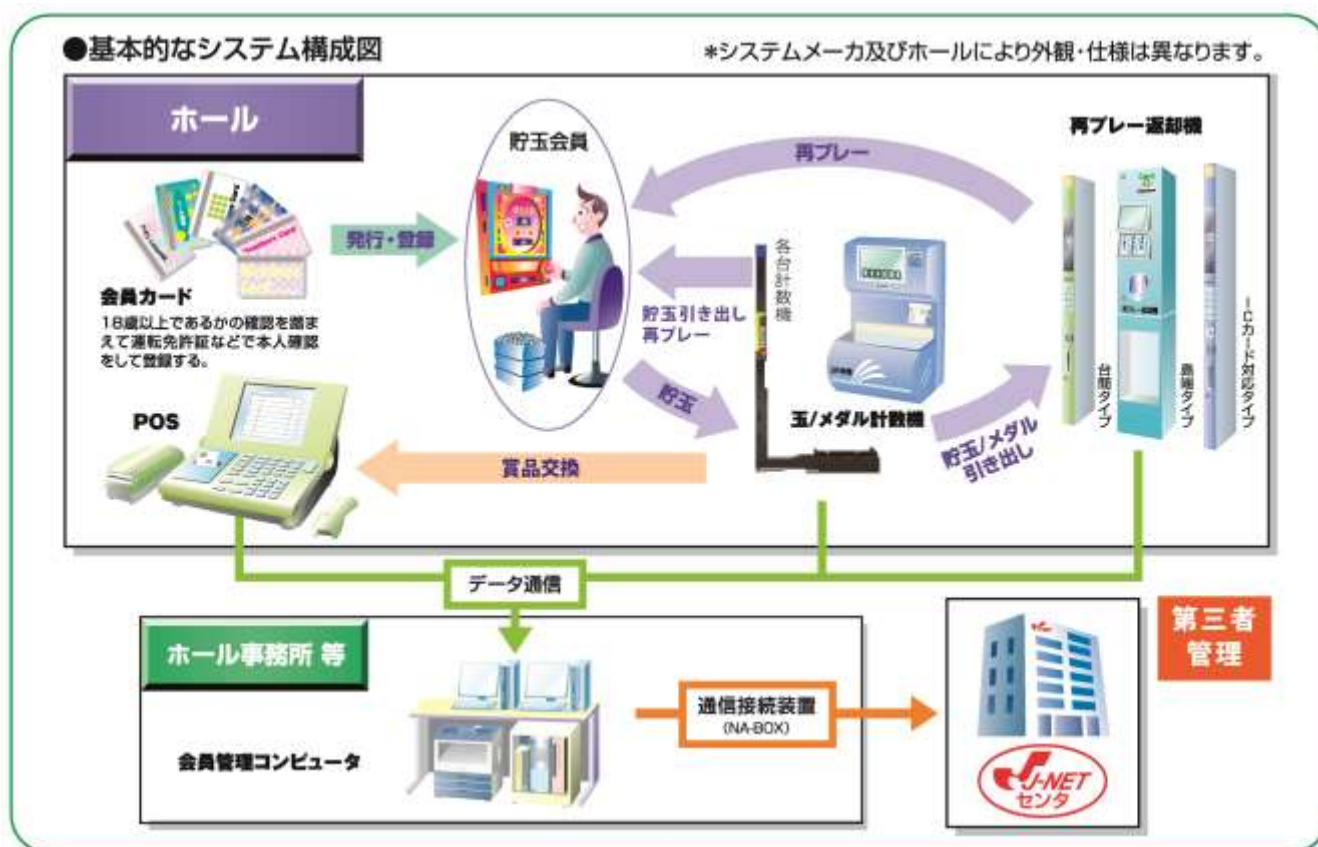 ●基本的なシステム構成図
*システムメーカ及びホールにより外観・仕様は異なります。
ホール
貯玉会員
再プレー返却機
再プレー
発行・登録
各台計数機
会員カード
18歳以上であるかの確認を踏ま
えて運転免許証などで本人確認
をして登録する。
貯玉引き出し
再プレー
ICカード対応タイプ
台間タイプ
島端タイプ
貯玉
玉/メダル計数機
POS
賞品交換
貯玉/メダル
引き出し
データ通信
ホール事務所 等
第三者
管理
通信接続装置
(NA-BOX)
会員管理コンピュータ
J-NET
センタ